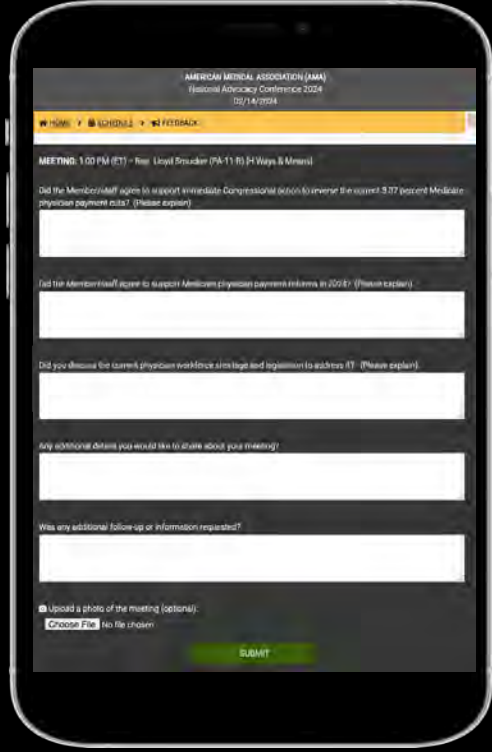 AMERICAN MEDICAL ASSOCIATION (AMA)
National Advocacy Conference 2024
02/14/2024
HOME > SCHEDULE > FEEDBACK
MEETING: 1:00 PM (ET) – Rep. Lloyd Smucker (PA-11-R) [H Ways & Means]
Did the Member/staff agree to support immediate Congressional action to reverse the current 3.37 percent Medicare
physician payment cuts? (Please explain)
Did the Member/staff agree to support Medicare physician payment reforms in 2024? (Please explain)
Did you discuss the current physician workforce shortage and legislation to address it? (Please explain)
Any additional details you would like to share about your meeting?
Was any additional follow-up or information requested?
Upload a photo of the meeting (optional):
Choose File No file chosen
SUBMIT